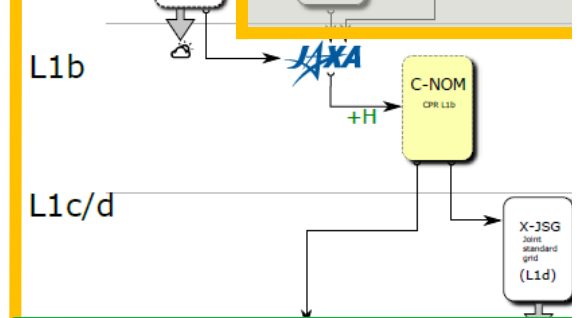 L1b
JAXA
C-NOM
CPR L1b
+H
L1c/d
X-JSG
Joint
standard
grid
(L1d)